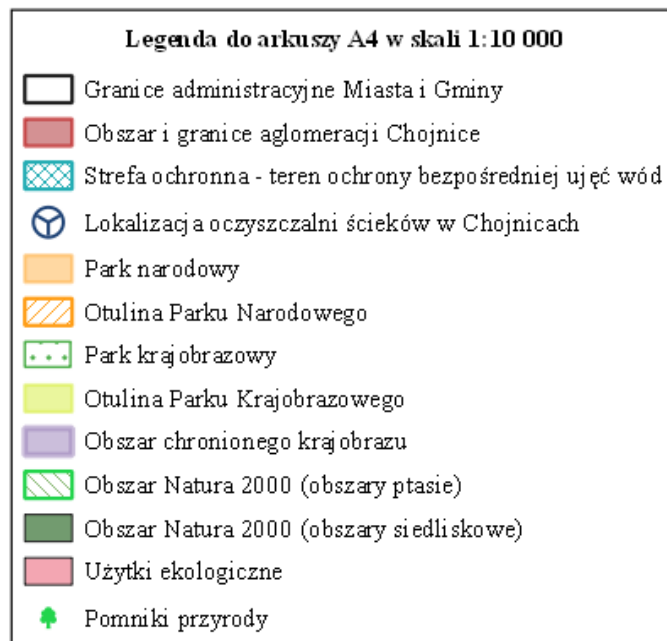 Legenda do arkuszy A4 w skali 1:10 000
Granice administracyjne Miasta i Gminy
Obszar i granice aglomeracji Chojnice
Strefa ochronna - teren ochrony bezpośredniej ujęć wód
Lokalizacja oczyszczalni ścieków w Chojnicach
Park narodowy
Otulina Parku Narodowego
Park krajobrazowy
Otulina Parku Krajobrazowego
Obszar chronionego krajobrazu
Obszar Natura 2000 (obszary ptasie)
Obszar Natura 2000 (obszary siedliskowe)
Użytki ekologiczne
Pomniki przyrody